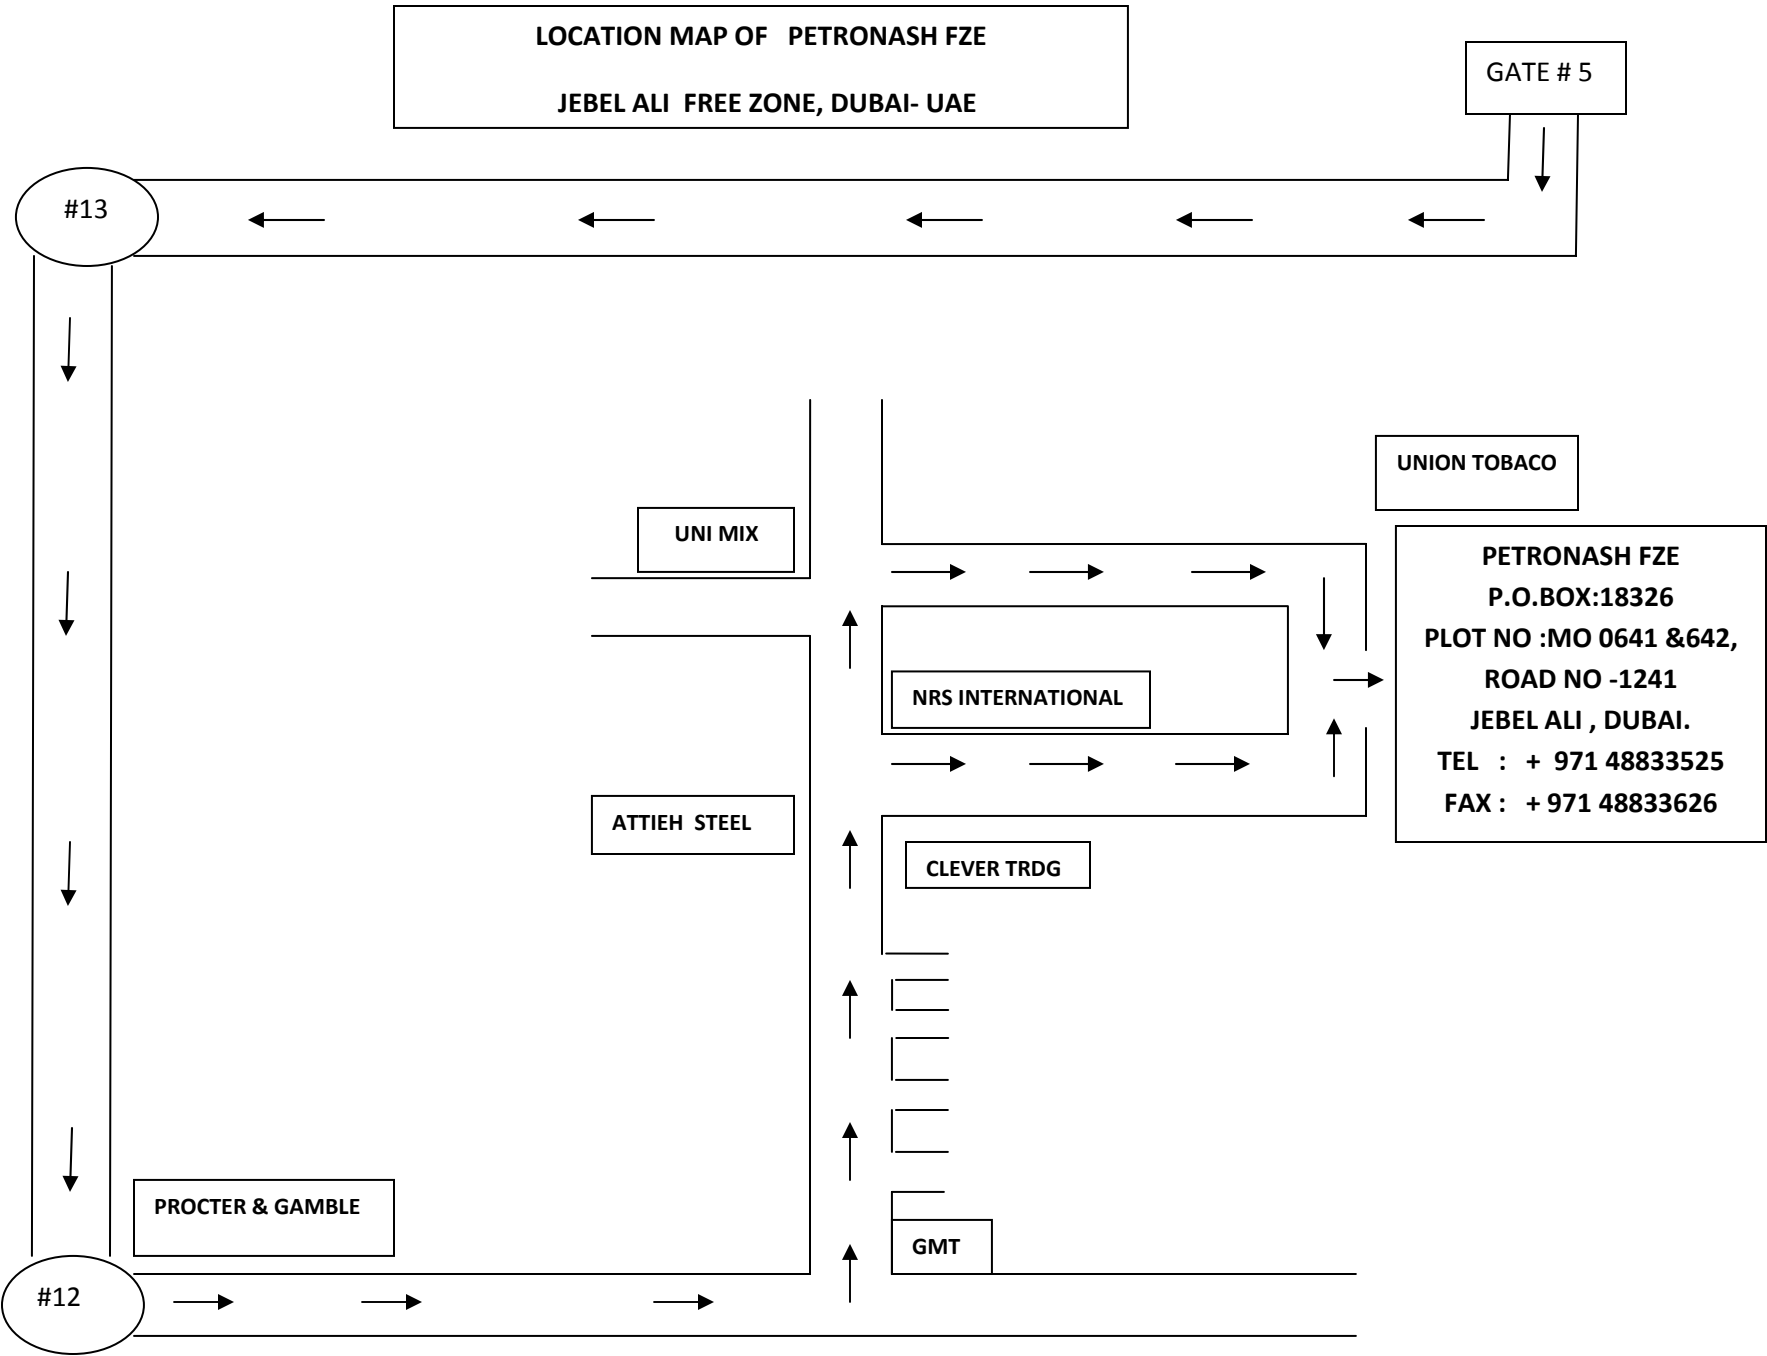 LOCATION MAP OF PETRONASH FZE
JEBEL ALI FREE ZONE, DUBAI- UAE
GATE # 5
#13
UNION TOBACO
UNI MIX
PETRONASH FZE
P.O.BOX:18326
PLOT NO :MO 0641 &642,
ROAD NO -1241
JEBEL ALI , DUBAI.
TEL : + 971 48833525
FAX : + 971 48833626
NRS INTERNATIONAL
ATTIEH STEEL
CLEVER TRDG
PROCTER & GAMBLE
GMT
#12